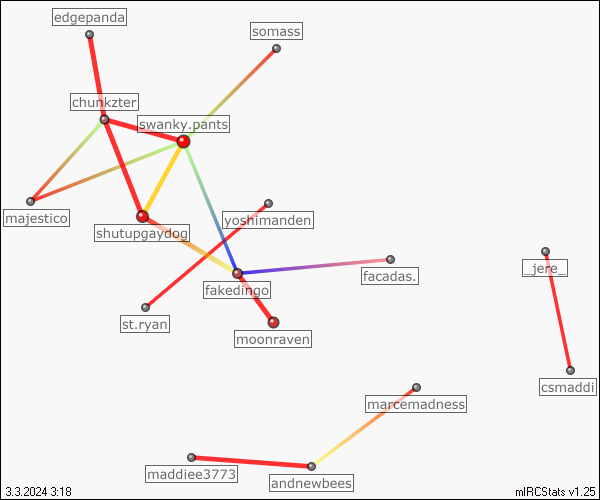 edgepanda
somass
chunkzter
swanky.pants
majestico
yoshimanden
shutupgaydog
_jere_
facadas.
fakedingo
st.ryan
moonraven
csmaddi
marcemadness
maddiee3773
andnewbees
3.3.2024 3:18
mIRCStats v1.25